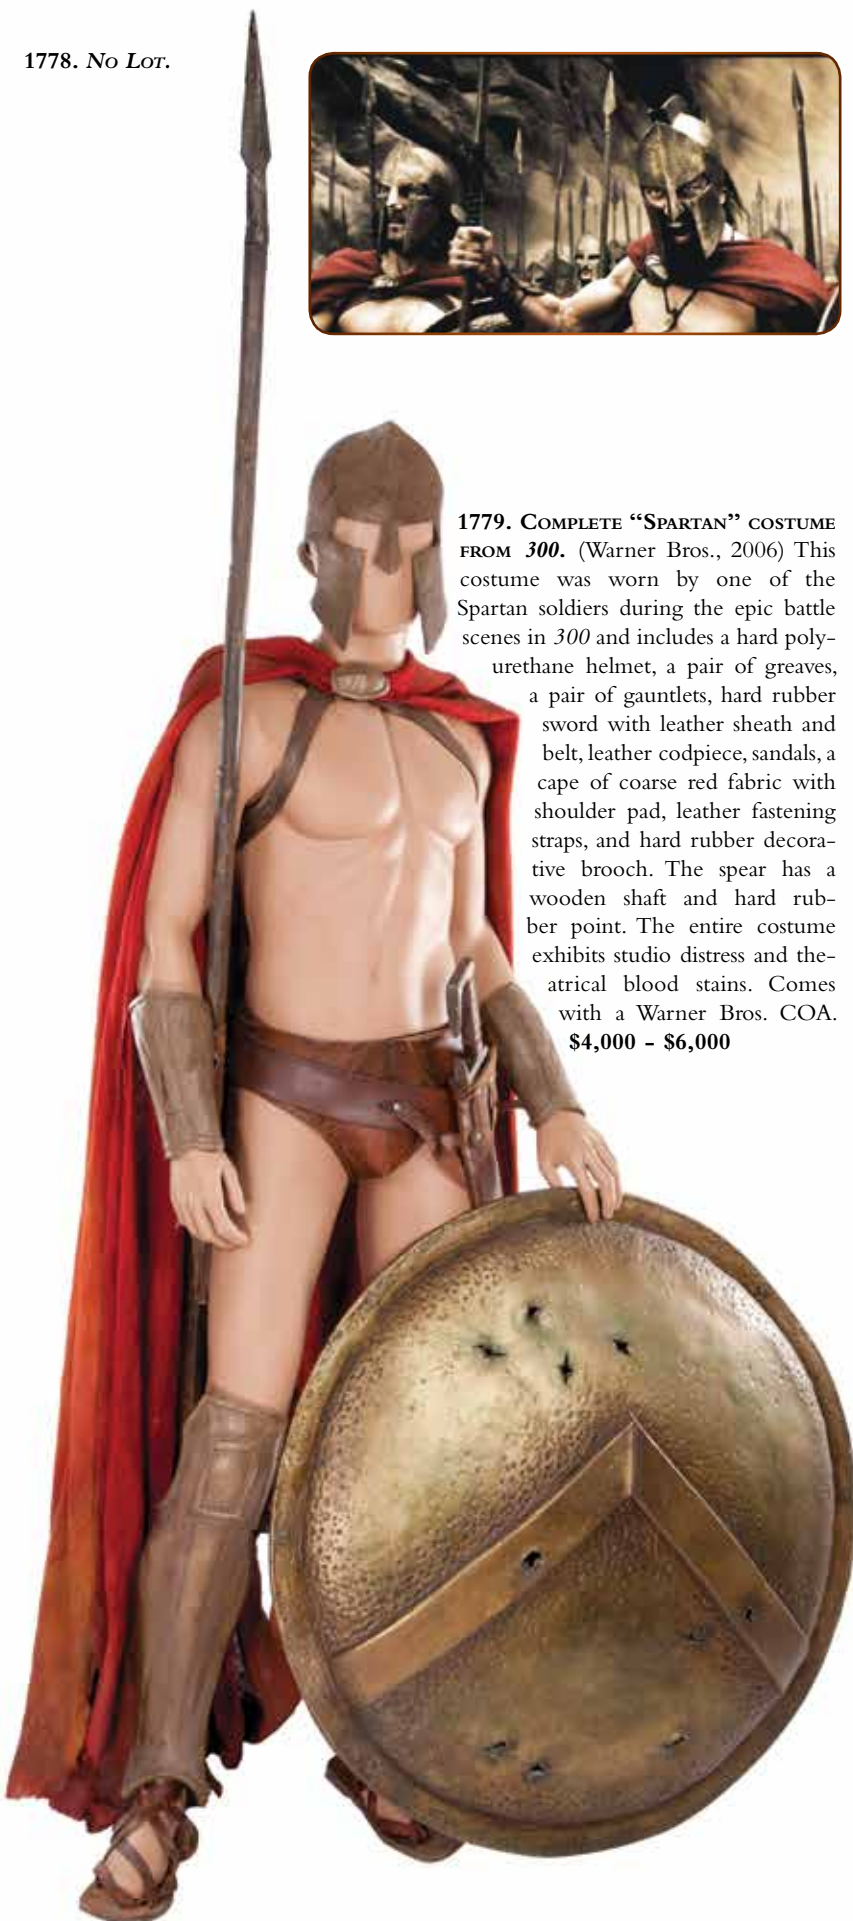 1778. No Lot.
1779. Complete “Spartan” costume
from 300. (Warner Bros., 2006) This
costume was worn by one of the
Spartan soldiers during the epic battle
scenes in 300 and includes a hard poly-
urethane helmet, a pair of greaves,
a pair of gauntlets, hard rubber
sword with leather sheath and
belt, leather codpiece, sandals, a
cape of coarse red fabric with
shoulder pad, leather fastening
straps, and hard rubber decora-
tive brooch. The spear has a
wooden shaft and hard rub-
ber point. The entire costume
exhibits studio distress and the-
atrical blood stains. Comes
with a Warner Bros. COA.
$4,000 - $6,000